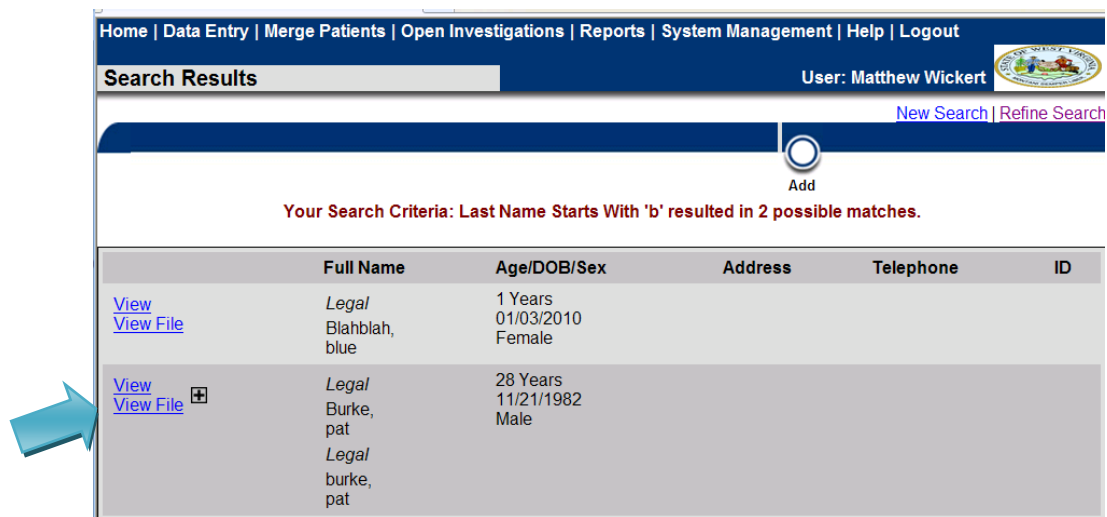 Home | Data Entry | Merge Patients | Open Investigations | Reports | System Management | Help | Logout
Search Results
User: Matthew Wickert
New Search | Refine Search
Add
Your Search Criteria: Last Name Starts With 'b' resulted in 2 possible matches.
Full Name Age/DOB/Sex Address Telephone ID
View
View File
Legal
Blahblah,
blue
1 Years
01/03/2010
Female
View
View File
Legal
Burke,
pat
Legal
burke,
pat
28 Years
11/21/1982
Male